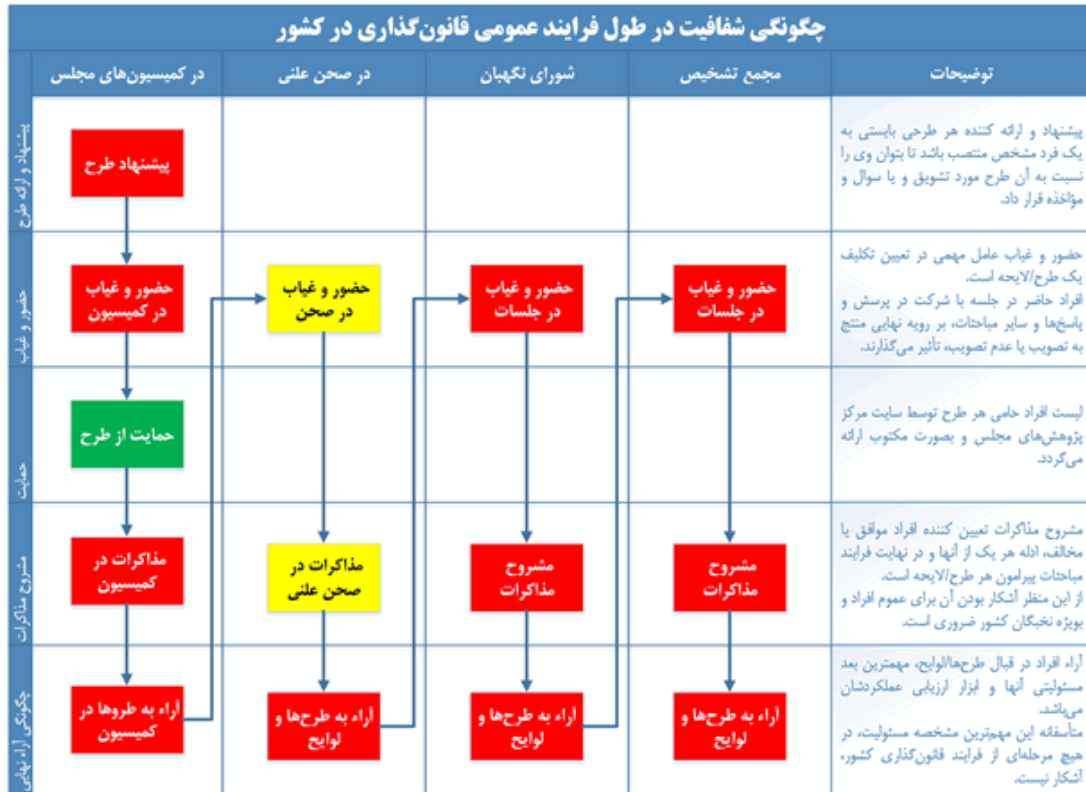 چگونگی شفافیت در طول فرایند عمومی قانون‌گذاری در کشور
در کمیسیون‌های مجلس
در صحن علنی
شورای نگهبان
مجمع تشخیص
توضیحات
پیشنهاد و ارائه طرح
پیشنهاد طرح
پیشنهاد و ارائه کننده هر طرحی بایستی به
یک فرد مشخص منتصب باشد تا بتوان وی را
نسبت به آن طرح مورد تشویق و یا سوال و
مؤاخذه قرار داد.
حضور و غیاب
حضور و غیاب
در کمیسیون
حضور و غیاب
در صحن
حضور و غیاب
در جلسات
حضور و غیاب
در جلسات
حضور و غیاب عامل مهمی در تعیین تکلیف
یک طرح/لایحه است.
افراد حاضر در جلسه با شرکت در پرسش و
پاسخ‌ها و سایر مباحثات، بر رویه نهایی منتج
به تصویب یا عدم تصویب، تأثیر می‌گذارند.
حمایت
حمایت از طرح
لیست افراد حامی هر طرح توسط سایت مرکز
پژوهش‌های مجلس و بصورت مکتوب ارائه
می‌گردد.
مشروح مذاکرات
مذاکرات در
کمیسیون
مذاکرات در
صحن علنی
مشروح
مذاکرات
مشروح
مذاکرات
مشروح مذاکرات تعیین کننده افراد موافق یا
مخالف، ادله هر یک از آنها و در نهایت فرایند
مباحثات پیرامون هر طرح/لایحه است.
از این منظر آشکار بودن آن برای عموم افراد و
بویژه نخبگان کشور ضروری است.
چگونگی آراء نهایی
آراء به طروها در
کمیسیون
آراء به طرح‌ها و
لوایح
آراء به طرح‌ها و
لوایح
آراء به طرح‌ها و
لوایح
آراء افراد در قبال طرح‌ها/لوایح، مهمترین بعد
مسئولیتی آنها و ابزار ارزیابی عملکردشان
می‌باشد.
متأسفانه این مهم‌ترین مشخصه مسئولیت، در
هیچ مرحله‌ای از فرایند قانون‌گذاری کشور،
آشکار نیست.